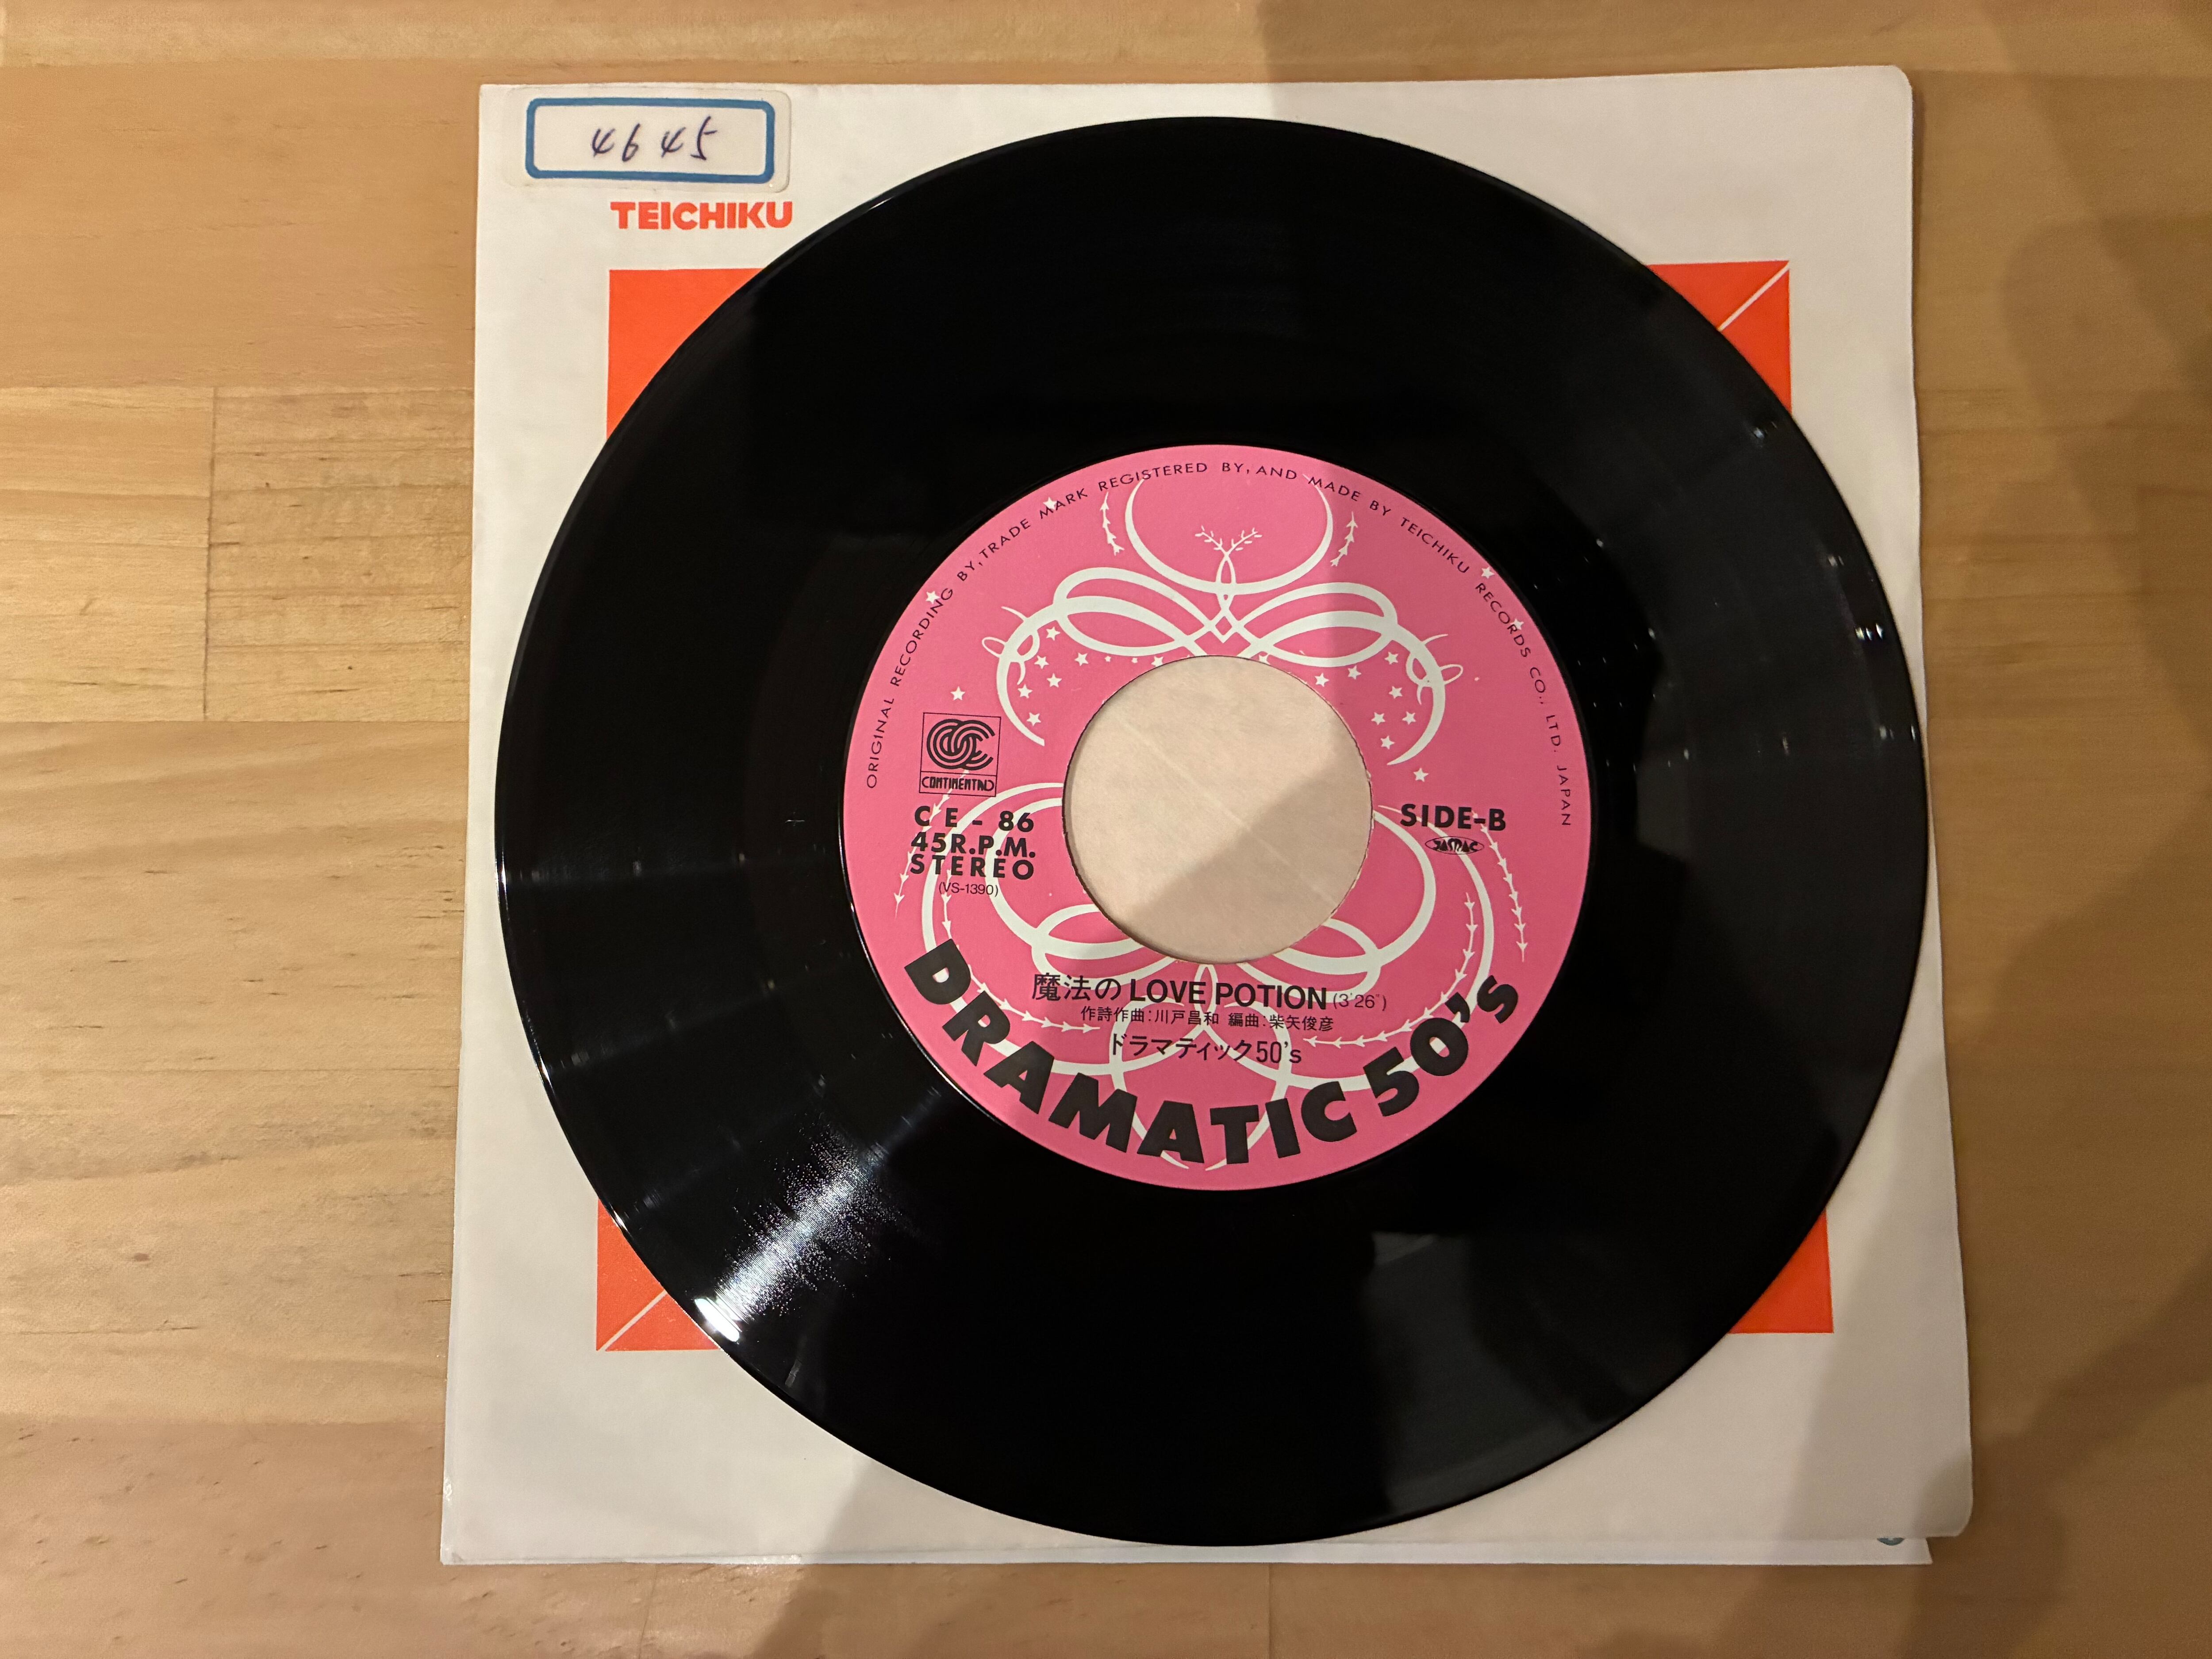 4645
TEICHIKU
ORIGINAL RECORDING BY, TRADE MARK REGISTERED BY, AND MADE BY TEICHIKU RECORDS CO., LTD. JAPAN
CONTINENTAL
CE-86
45R.P.M.
STEREO
(VS-1390)
SIDE-B
JASRAC
魔法のLOVE POTION (3'26")
作詩作曲:川戸昌和 編曲:柴矢俊彦
ドラマティック50's
DRAMATIC 50's